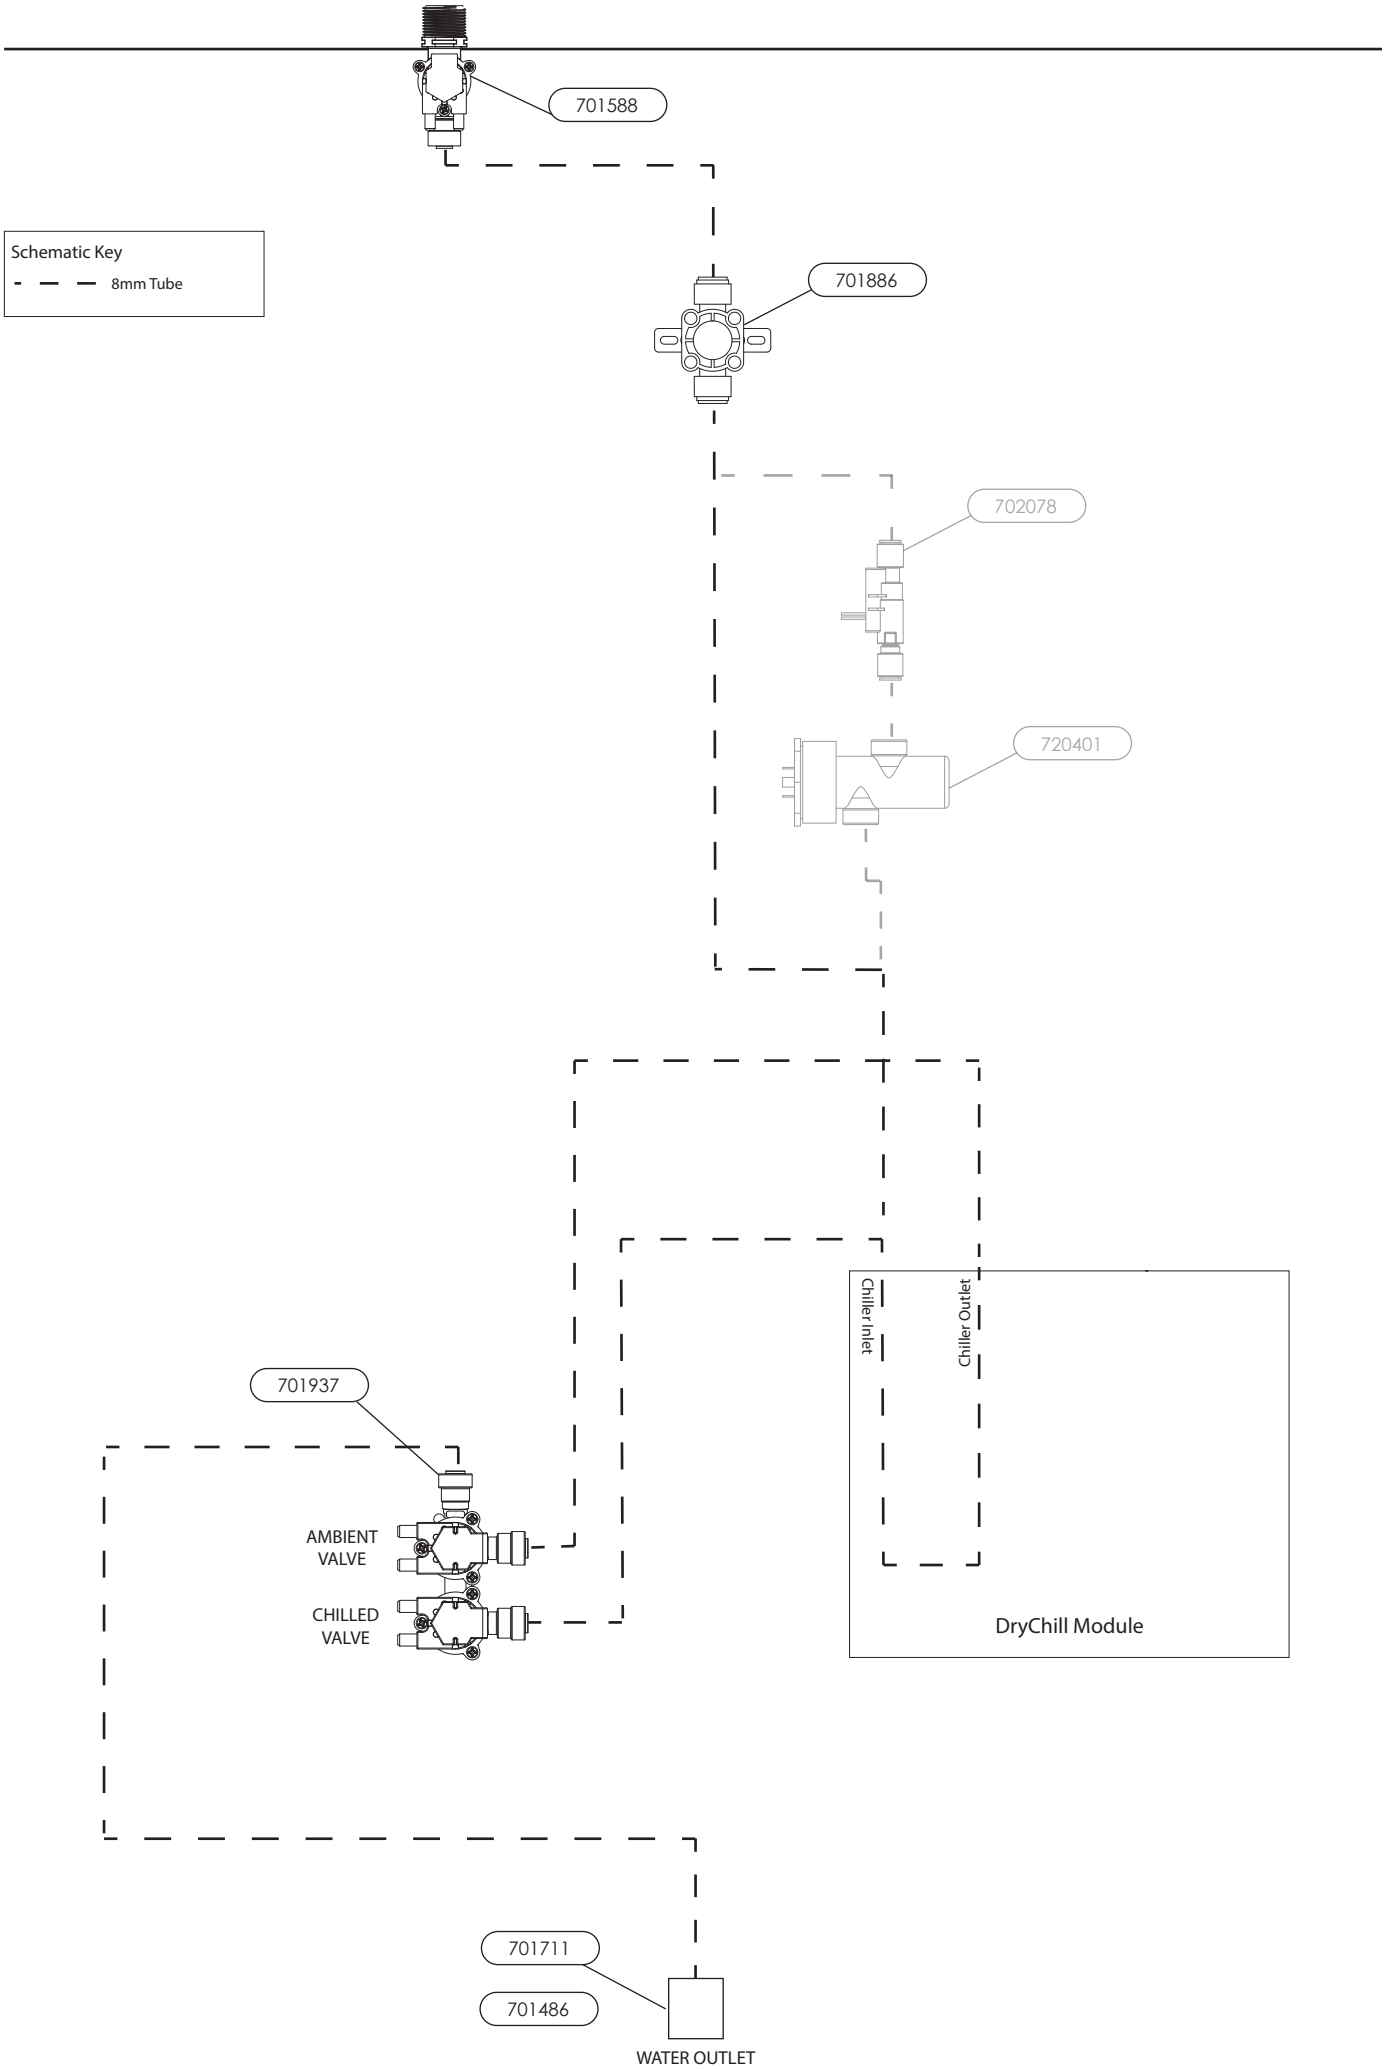 701588
Schematic Key
8mm Tube
701886
702078
720401
Chiller Inlet
Chiller Outlet
701937
AMBIENT
VALVE
CHILLED
VALVE
DryChill Module
701711
701486
WATER OUTLET